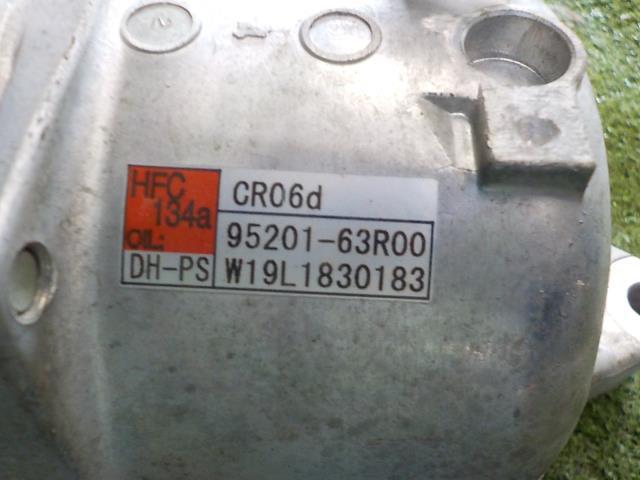 HFC
134a
OIL:
DH-PS
CR06d
95201-63R00
W19L1830183